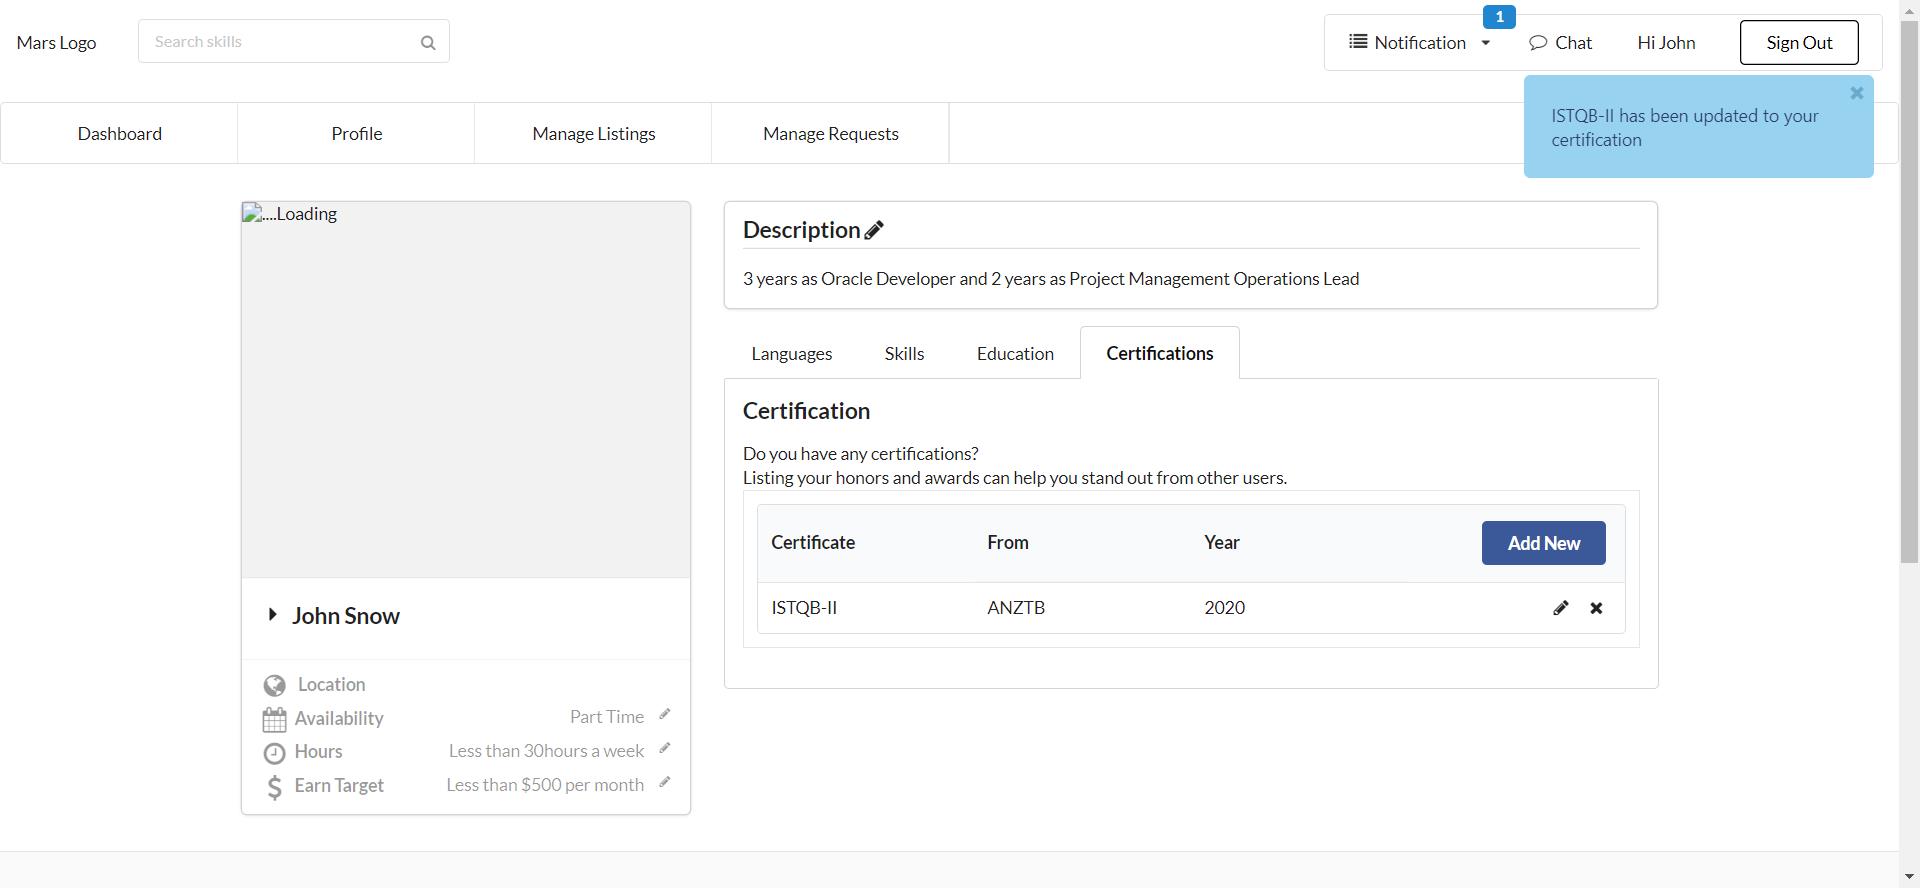 Mars Logo
Search skills
1
Notification
Chat
Hi John
Sign Out
ISTQB-II has been updated to your
certification
Dashboard
Profile
Manage Listings
Manage Requests
....Loading
Description
3 years as Oracle Developer and 2 years as Project Management Operations Lead
Languages
Skills
Education
Certifications
Certification
Do you have any certifications?
Listing your honors and awards can help you stand out from other users.
Certificate From Year Add New
ISTQB-II ANZTB 2020
John Snow
Location
Availability Part Time
Hours Less than 30hours a week
Earn Target Less than $500 per month